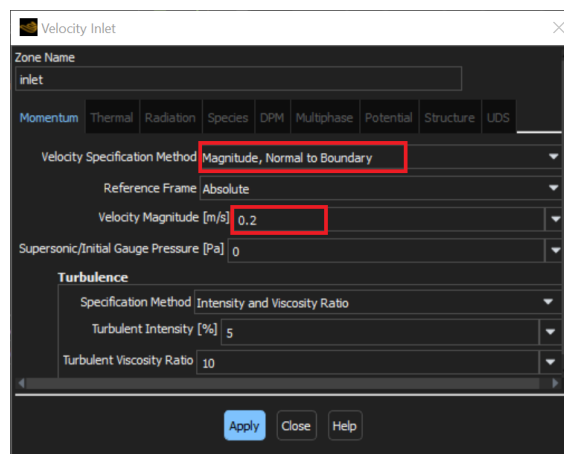 Velocity Inlet
Zone Name
inlet
Momentum Thermal Radiation Species DPM Multiphase Potential Structure UDS
Velocity Specification Method Magnitude, Normal to Boundary
Reference Frame Absolute
Velocity Magnitude [m/s] 0.2
Supersonic/Initial Gauge Pressure [Pa] 0
Turbulence
Specification Method Intensity and Viscosity Ratio
Turbulent Intensity [%] 5
Turbulent Viscosity Ratio 10
Apply Close Help